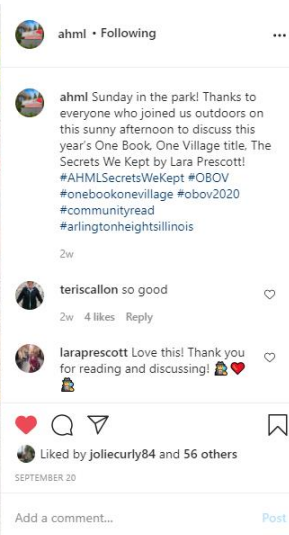 ahml • Following
ahml Sunday in the park! Thanks to
everyone who joined us outdoors on
this sunny afternoon to discuss this
year's One Book, One Village title, The
Secrets We Kept by Lara Prescott!
#AHMLSecretsWeKept #OBOV
#onebookonevillage #obov2020
#communityread
#arlingtonheightsillinois
2w
teriscallon so good
2w 4 likes Reply
laraprescott Love this! Thank you
for reading and discussing! 🕵️❤️
🕵️
Liked by joliecurly84 and 56 others
SEPTEMBER 20
Add a comment... Post